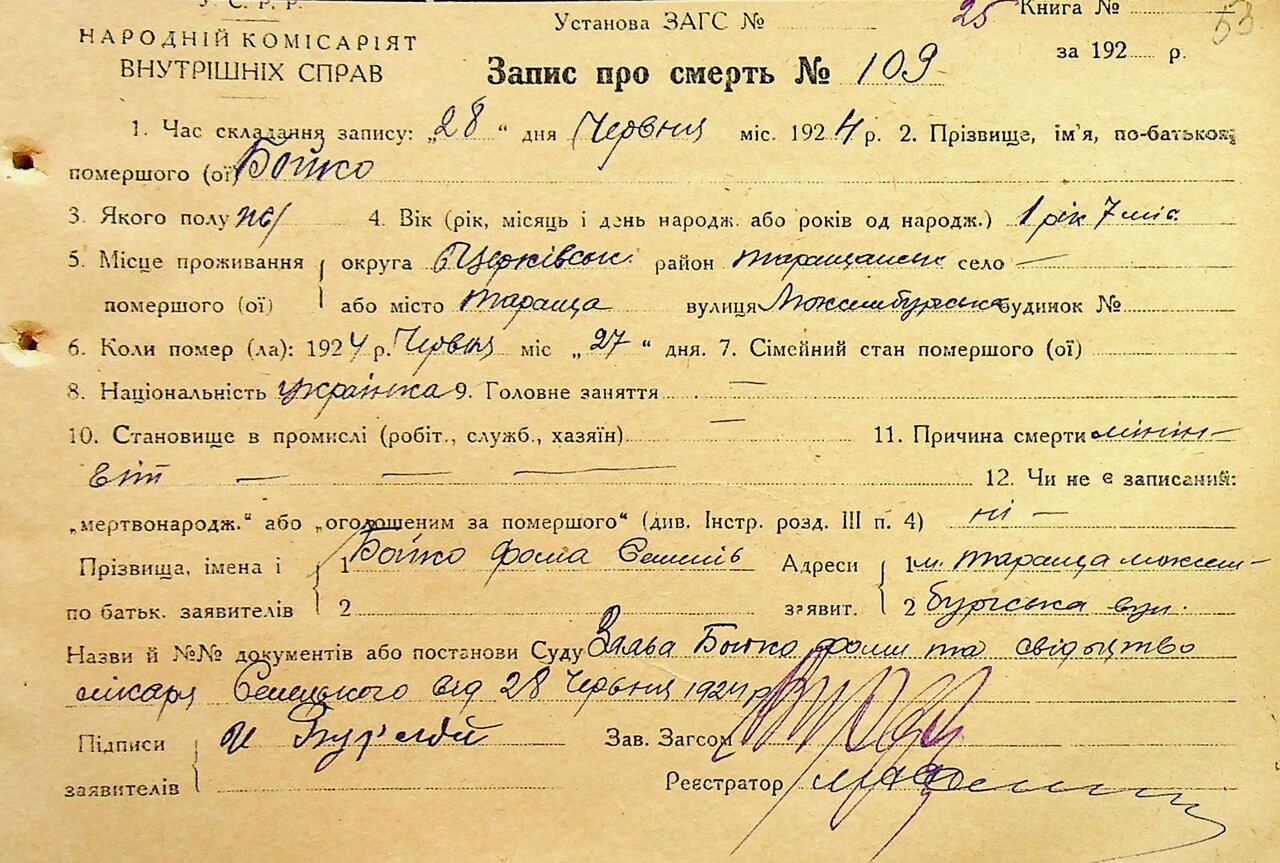 У. С. Р. Р.
НАРОДНІЙ КОМІСАРІЯТ
ВНУТРІШНІХ СПРАВ
Установа ЗАГС №
25 Книга № 53
за 192 р.
Запис про смерть № 109
1. Час складання запису: „28“ дня Червня міс. 1924 р. 2. Прізвище, ім'я, по-батькові
помершого (ої) Бойко
3. Якого полу ж/ 4. Вік (рік, місяць і день народж. або років од народж.) 1 рік 7 міс.
5. Місце проживання округа район Таращанськ село —
помершого (ої) або місто Тараща вулиця будинок №
6. Коли помер (ла): 1924 р. Червня міс „27“ дня. 7. Сімейний стан помершого (ої)
8. Національність українка 9. Головне заняття —
10. Становище в промислі (робіт., служб., хазяїн) — 11. Причина смерти мінін-
гіт — — — 12. Чи не є записаний:
„мертвонародж.“ або „оголошеним за помершого“ (див. Інстр. розд. III п. 4) ні —
Прізвища, імена і 1 Бойко Фома Адреси 1 м. Тараща
по батьк. заявителів 2 заявит. 2 бургська вул.
Назви й №№ документів або постанови Суду Заява Бойко Фоми та свідоцтво
лікаря від 28 Червня 1924 р
Підписи
заявителів
Зав. Загсом
Реєстратор